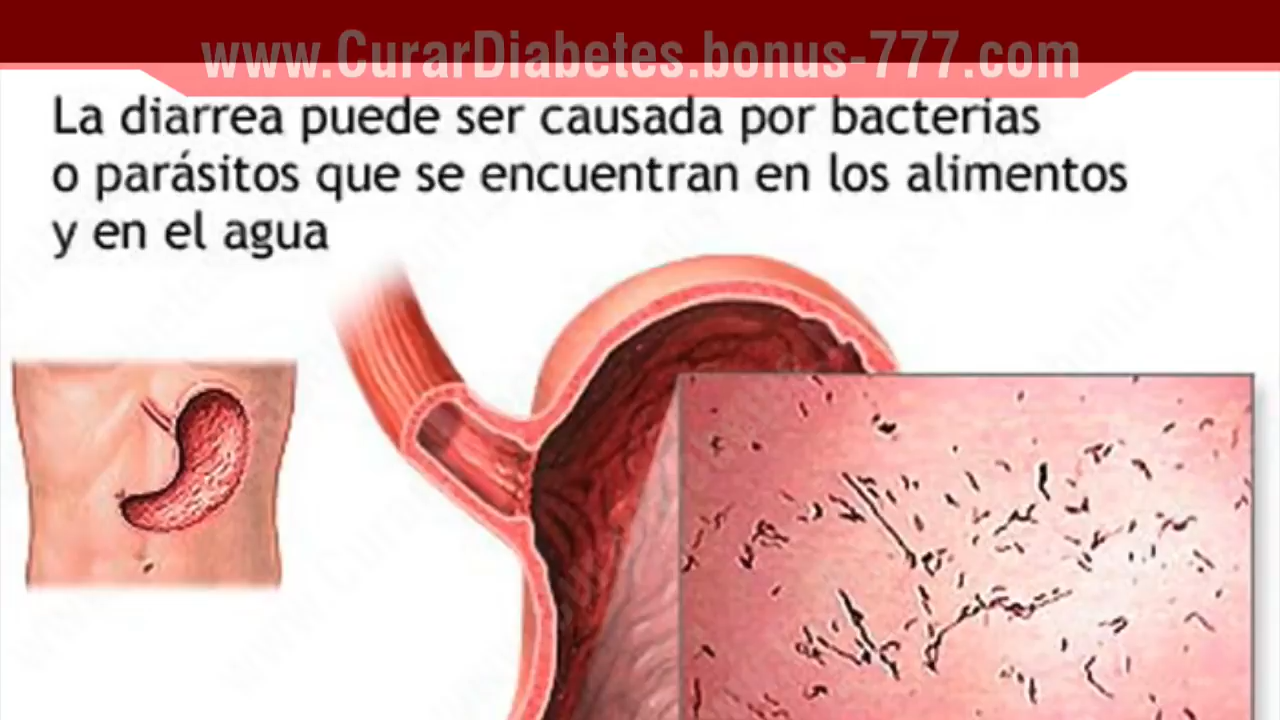 www.CurarDiabetes.bonus-777.com
La diarrea puede ser causada por bacterias
o parásitos que se encuentran en los alimentos
y en el agua